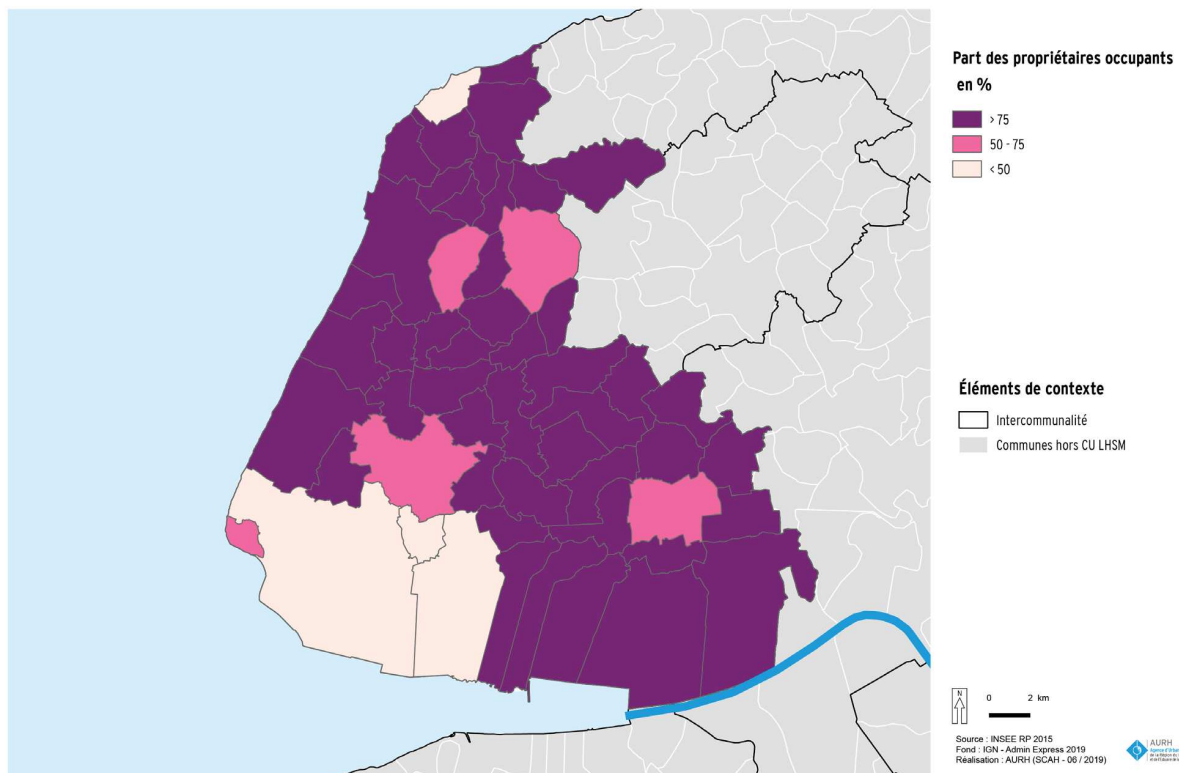 Part des propriétaires occupants
en %
> 75
50 - 75
< 50
Éléments de contexte
Intercommunalité
Communes hors CU LHSM
N
0 2 km
Source : INSEE RP 2015
Fond : IGN - Admin Express 2019
Réalisation : AURH (SCAH - 06 / 2019)
AURH